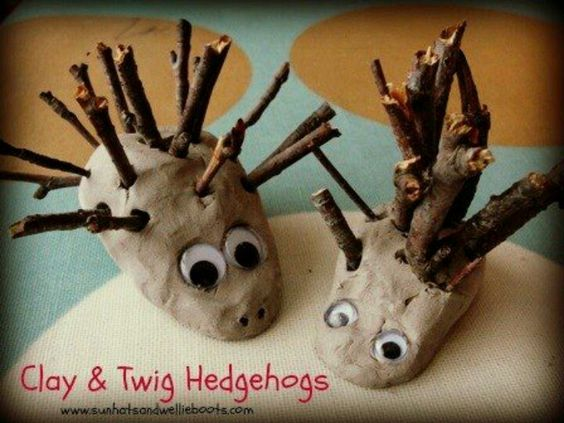 Clay & Twig Hedgehogs
www.sunhatsandwellieboots.com